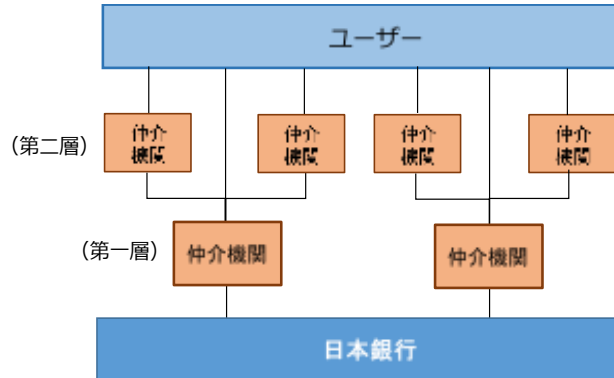 ユーザー
（第二層）
仲介
機関
仲介
機関
仲介
機関
仲介
機関
（第一層）
仲介機関
仲介機関
日本銀行